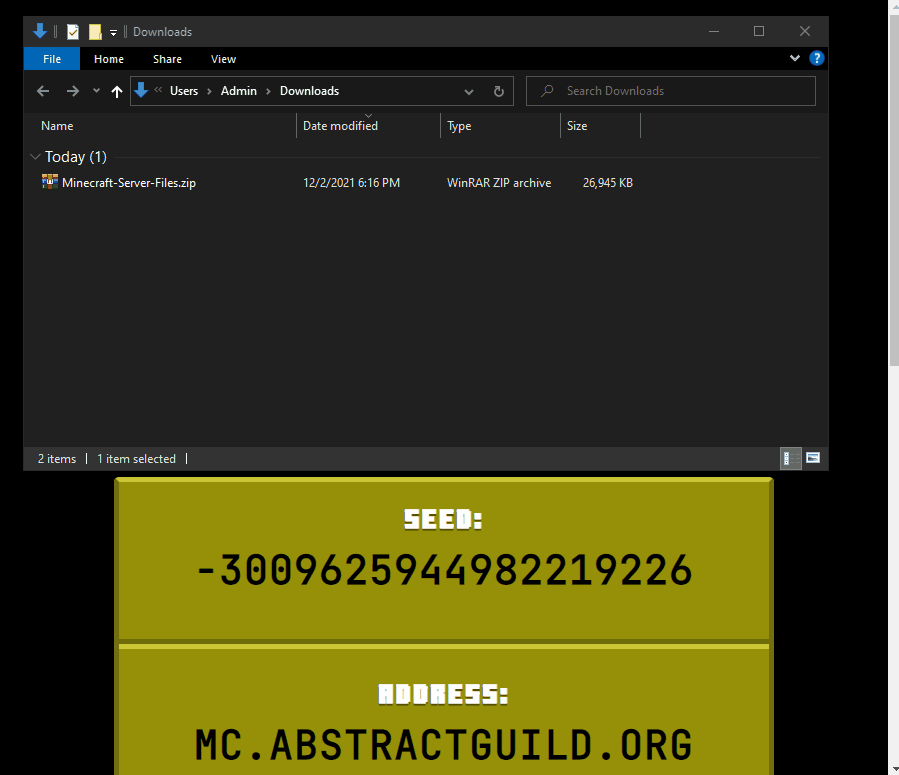 Downloads
File Home Share View
« Users > Admin > Downloads Search Downloads
Name Date modified Type Size
Today (1)
Minecraft-Server-Files.zip 12/2/2021 6:16 PM WinRAR ZIP archive 26,945 KB
2 items 1 item selected
SEED:
-3009625944982219226
ADDRESS:
MC.ABSTRACTGUILD.ORG